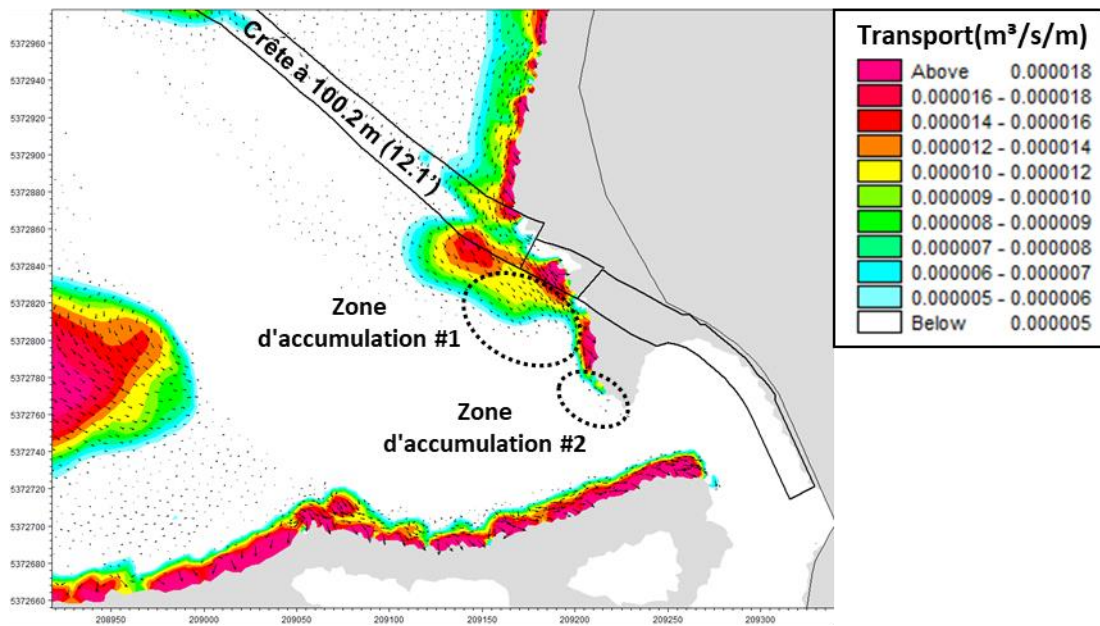 5372960
5372940
5372920
5372900
5372880
5372860
5372840
5372820
5372800
5372780
5372760
5372740
5372720
5372700
5372680
5372660
208950
209000
209050
209100
209150
209200
209250
209300
Crête à 100.2 m (12.1')
Zone
d'accumulation #1
Zone
d'accumulation #2
Transport(m³/s/m)
Above 0.000018
0.000016 - 0.000018
0.000014 - 0.000016
0.000012 - 0.000014
0.000010 - 0.000012
0.000009 - 0.000010
0.000008 - 0.000009
0.000007 - 0.000008
0.000006 - 0.000007
0.000005 - 0.000006
Below 0.000005